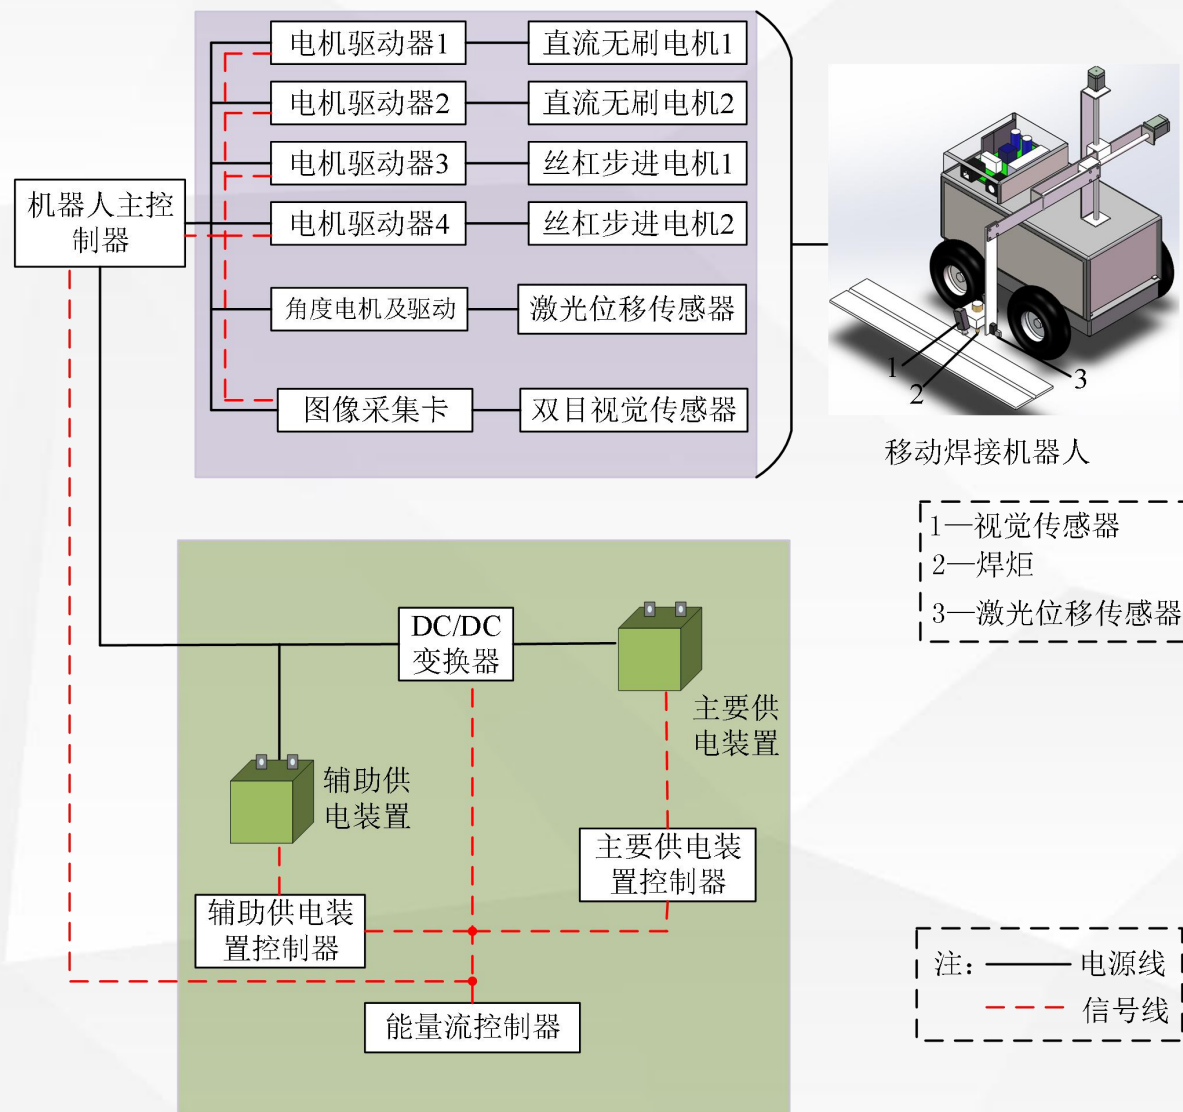 电机驱动器1
直流无刷电机1
电机驱动器2
直流无刷电机2
电机驱动器3
丝杠步进电机1
机器人主控
制器
电机驱动器4
丝杠步进电机2
角度电机及驱动
激光位移传感器
图像采集卡
双目视觉传感器
1
2
3
移动焊接机器人
1—视觉传感器
2—焊炬
3—激光位移传感器
DC/DC
变换器
主要供
电装置
辅助供
电装置
主要供电装
置控制器
辅助供电装
置控制器
能量流控制器
注:
电源线
信号线